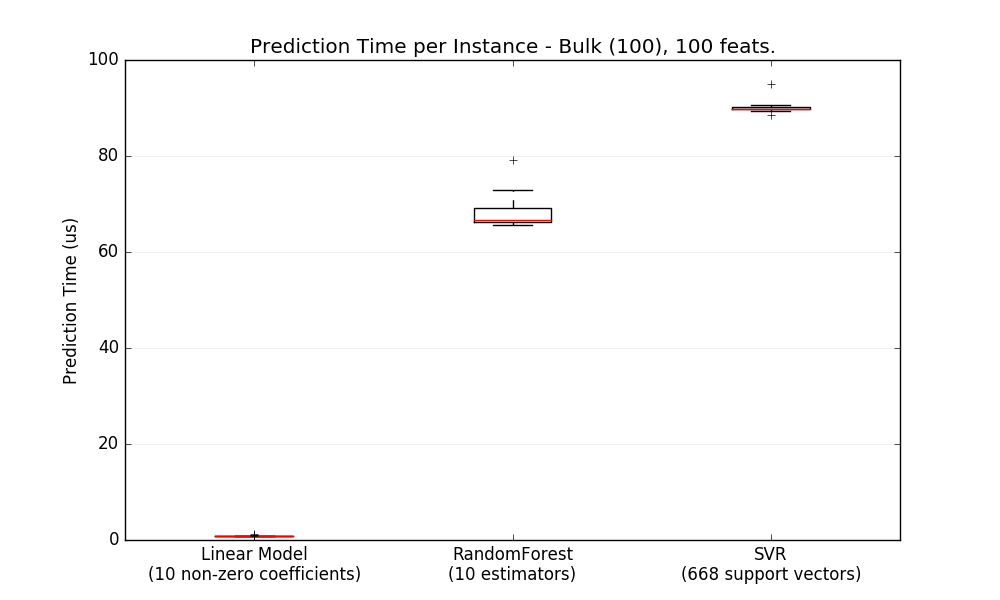 Prediction Time per Instance - Bulk (100), 100 feats.
100
80
60
40
20
0
Prediction Time (us)
Linear Model
(10 non-zero coefficients)
RandomForest
(10 estimators)
SVR
(668 support vectors)